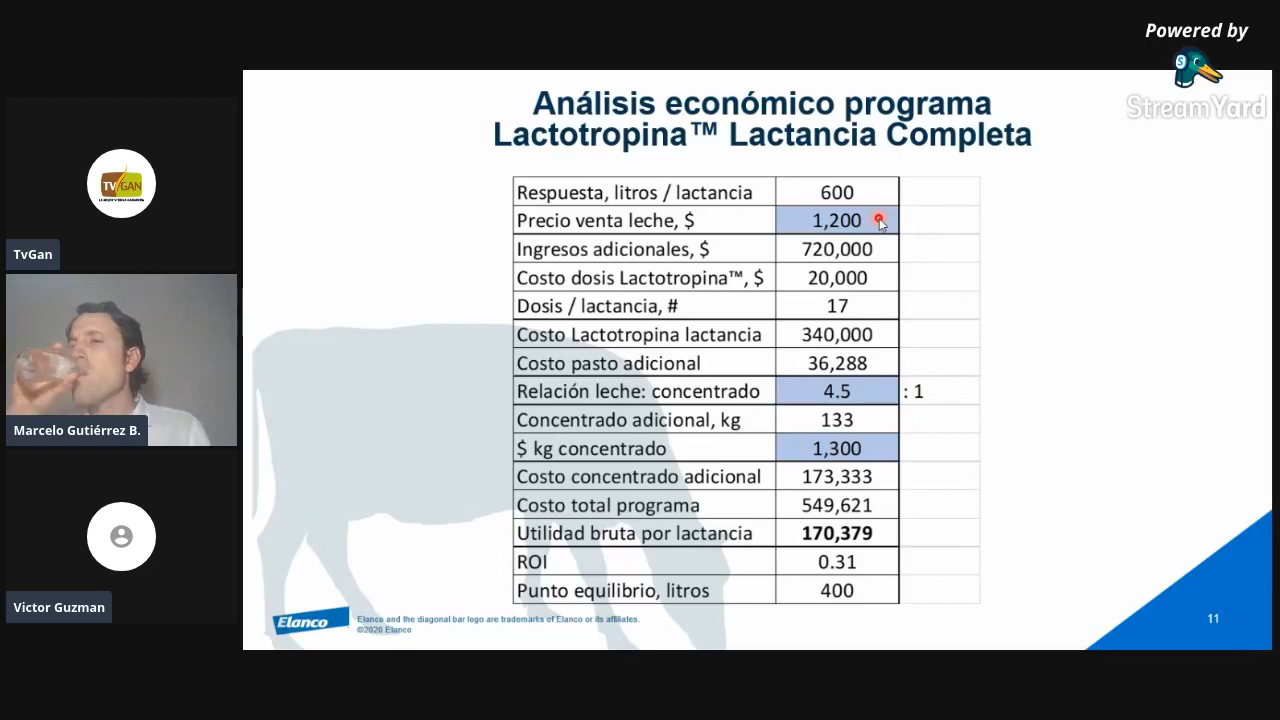 Powered by
StreamYard
TV GAN
TvGan
Marcelo Gutiérrez B.
Victor Guzman
Análisis económico programa
Lactotropina™ Lactancia Completa
Respuesta, litros / lactancia 600
Precio venta leche, $ 1,200
Ingresos adicionales, $ 720,000
Costo dosis Lactotropina™, $ 20,000
Dosis / lactancia, # 17
Costo Lactotropina lactancia 340,000
Costo pasto adicional 36,288
Relación leche: concentrado 4.5 : 1
Concentrado adicional, kg 133
$ kg concentrado 1,300
Costo concentrado adicional 173,333
Costo total programa 549,621
Utilidad bruta por lactancia 170,379
ROI 0.31
Punto equilibrio, litros 400
Elanco
Elanco and the diagonal bar logo are trademarks of Elanco or its affiliates.
©2020 Elanco
11